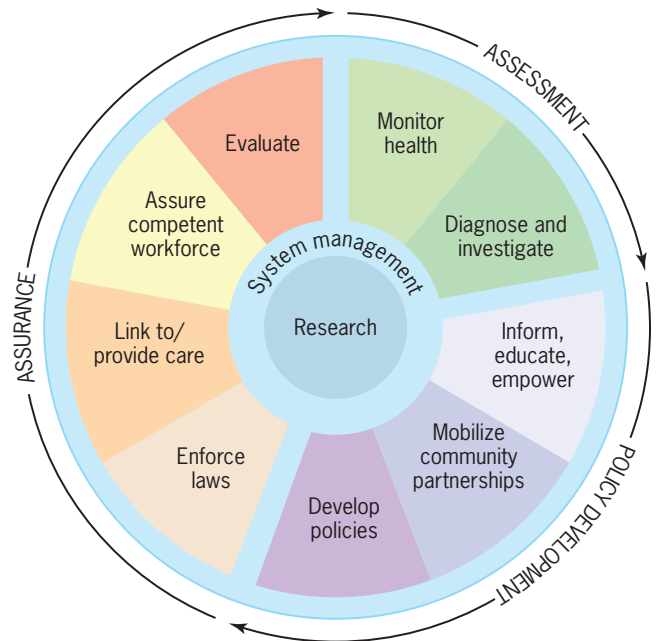 ASSESSMENT
Monitor
health
Diagnose and
investigate
POLICY DEVELOPMENT
Inform,
educate,
empower
Mobilize
community
partnerships
Develop
policies
ASSURANCE
Enforce
laws
Link to/
provide care
Assure
competent
workforce
Evaluate
System management
Research